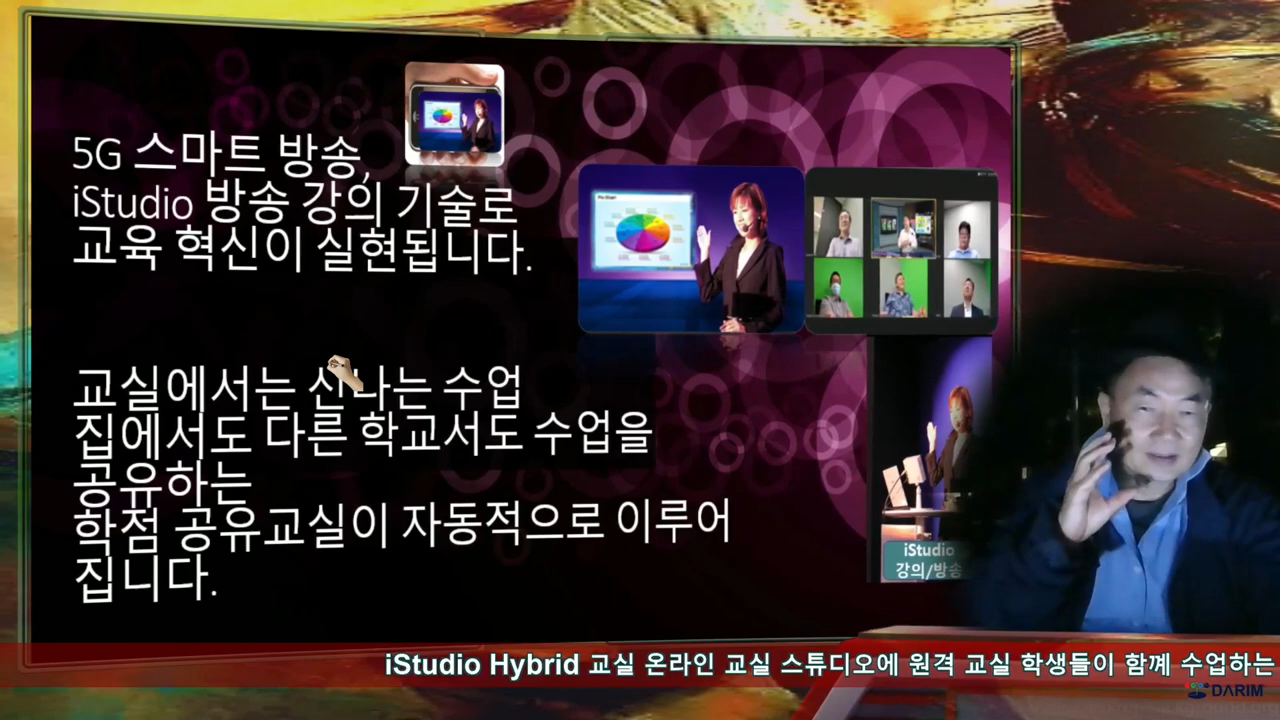 5G 스마트 방송,
iStudio 방송 강의 기술로
교육 혁신이 실현됩니다.
교실에서는 신나는 수업
집에서도 다른 학교서도 수업을
공유하는
학점 공유교실이 자동적으로 이루어
집니다.
iStudio
강의/방송
iStudio Hybrid 교실 온라인 교실 스튜디오에 원격 교실 학생들이 함께 수업하는
DARIM